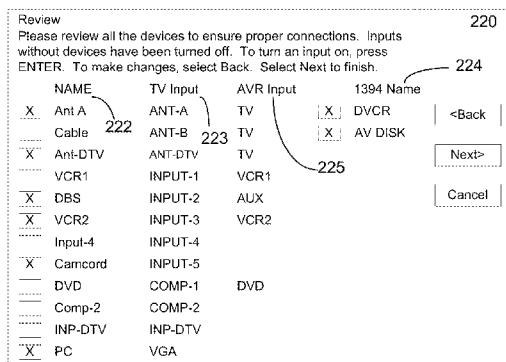 Review 220
Please review all the devices to ensure proper connections. Inputs
without devices have been turned off. To turn an input on, press
ENTER. To make changes, select Back. Select Next to finish.
224
NAME TV Input AVR Input 1394 Name
X Ant A ANT-A TV X DVCR <Back
Cable 222 ANT-B 223 TV X AV DISK
X Ant-DTV ANT-DTV TV Next>
225
VCR1 INPUT-1 VCR1
X DBS INPUT-2 AUX Cancel
X VCR2 INPUT-3 VCR2
Input-4 INPUT-4
X Camcord INPUT-5
DVD COMP-1 DVD
Comp-2 COMP-2
INP-DTV INP-DTV
X PC VGA